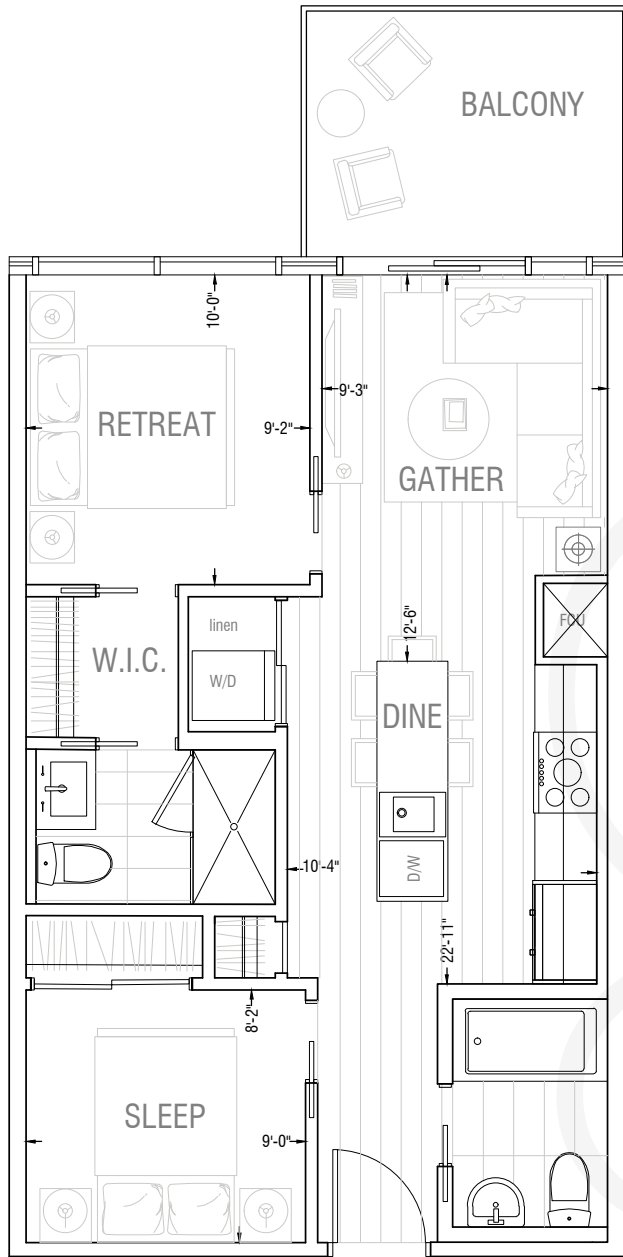 BALCONY
10'-0"
9'-3"
RETREAT
9'-2"
GATHER
FCU
linen
12'-6"
W.I.C.
W/D
DINE
D/W
10'-4"
22'-11"
8'-2"
SLEEP
9'-0"